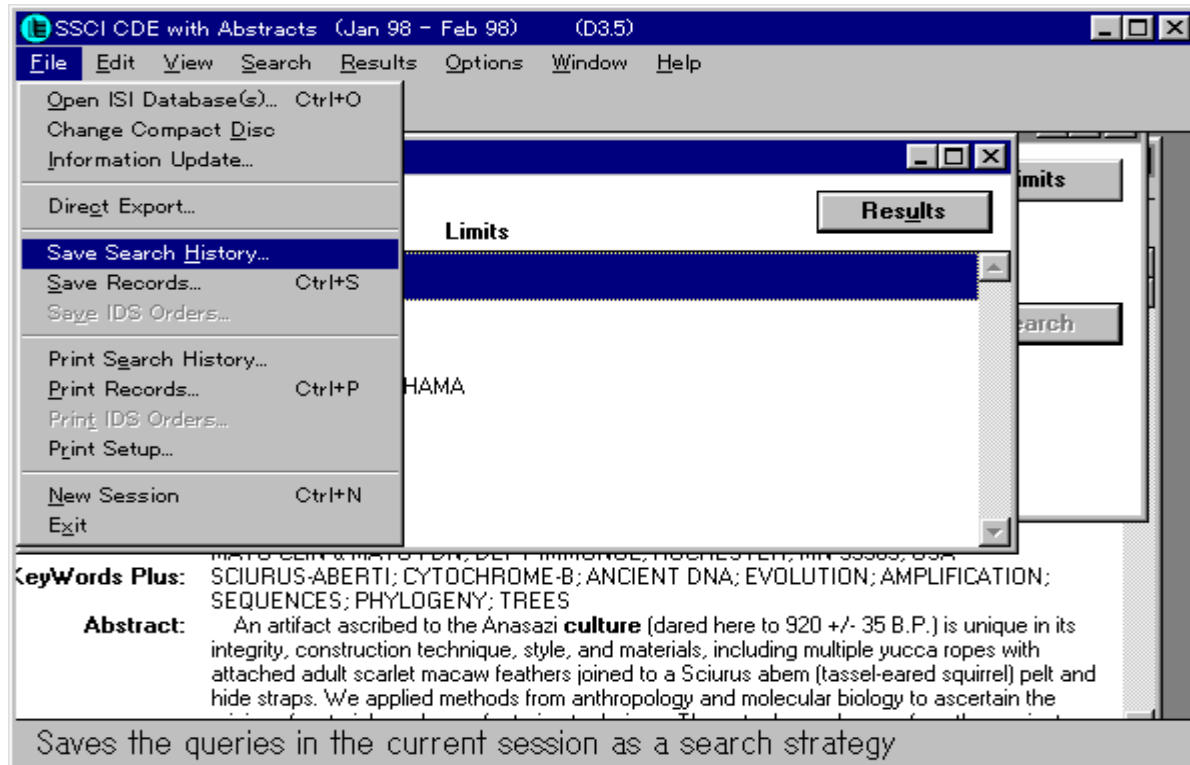 SSCI CDE with Abstracts (Jan 98 - Feb 98) (D3.5)
File Edit View Search Results Options Window Help
Open ISI Database(s)... Ctrl+O
Change Compact Disc
Information Update...
Direct Export...
Save Search History...
Save Records... Ctrl+S
Save IDS Orders...
Print Search History...
Print Records... Ctrl+P
Print IDS Orders...
Print Setup...
New Session Ctrl+N
Exit
Limits
Results
imits
earch
HAMA
KeyWords Plus: SCIURUS-ABERTI; CYTOCHROME-B; ANCIENT DNA; EVOLUTION; AMPLIFICATION;
SEQUENCES; PHYLOGENY; TREES
Abstract: An artifact ascribed to the Anasazi culture (dared here to 920 +/- 35 B.P.) is unique in its
integrity, construction technique, style, and materials, including multiple yucca ropes with
attached adult scarlet macaw feathers joined to a Sciurus abem (tassel-eared squirrel) pelt and
hide straps. We applied methods from anthropology and molecular biology to ascertain the
Saves the queries in the current session as a search strategy